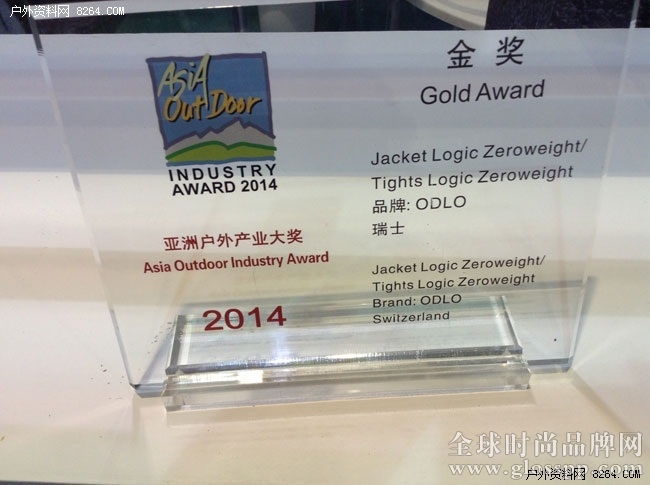 户外资料网 8264.com
AsiA
OutDoor
INDUSTRY
AWARD 2014
亚洲户外产业大奖
Asia Outdoor Industry Award
2014
金奖
Gold Award
Jacket Logic Zeroweight/
Tights Logic Zeroweight
品牌: ODLO
瑞士
Jacket Logic Zeroweight/
Tights Logic Zeroweight
Brand: ODLO
Switzerland
全球时尚品牌网
户外资料网 8264.com